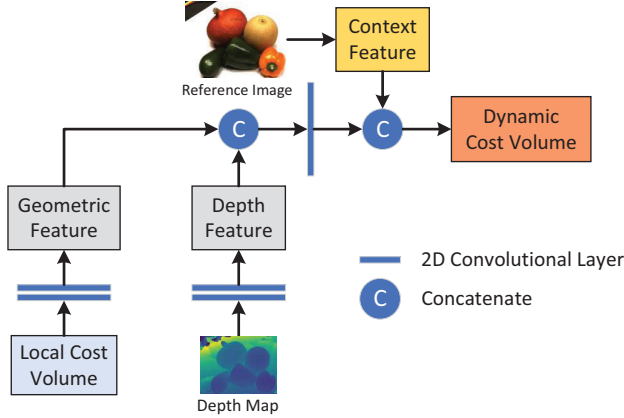 Reference Image
Context
Feature
C
C
Dynamic
Cost Volume
Geometric
Feature
Depth
Feature
2D Convolutional Layer
C
Concatenate
Local Cost
Volume
Depth Map